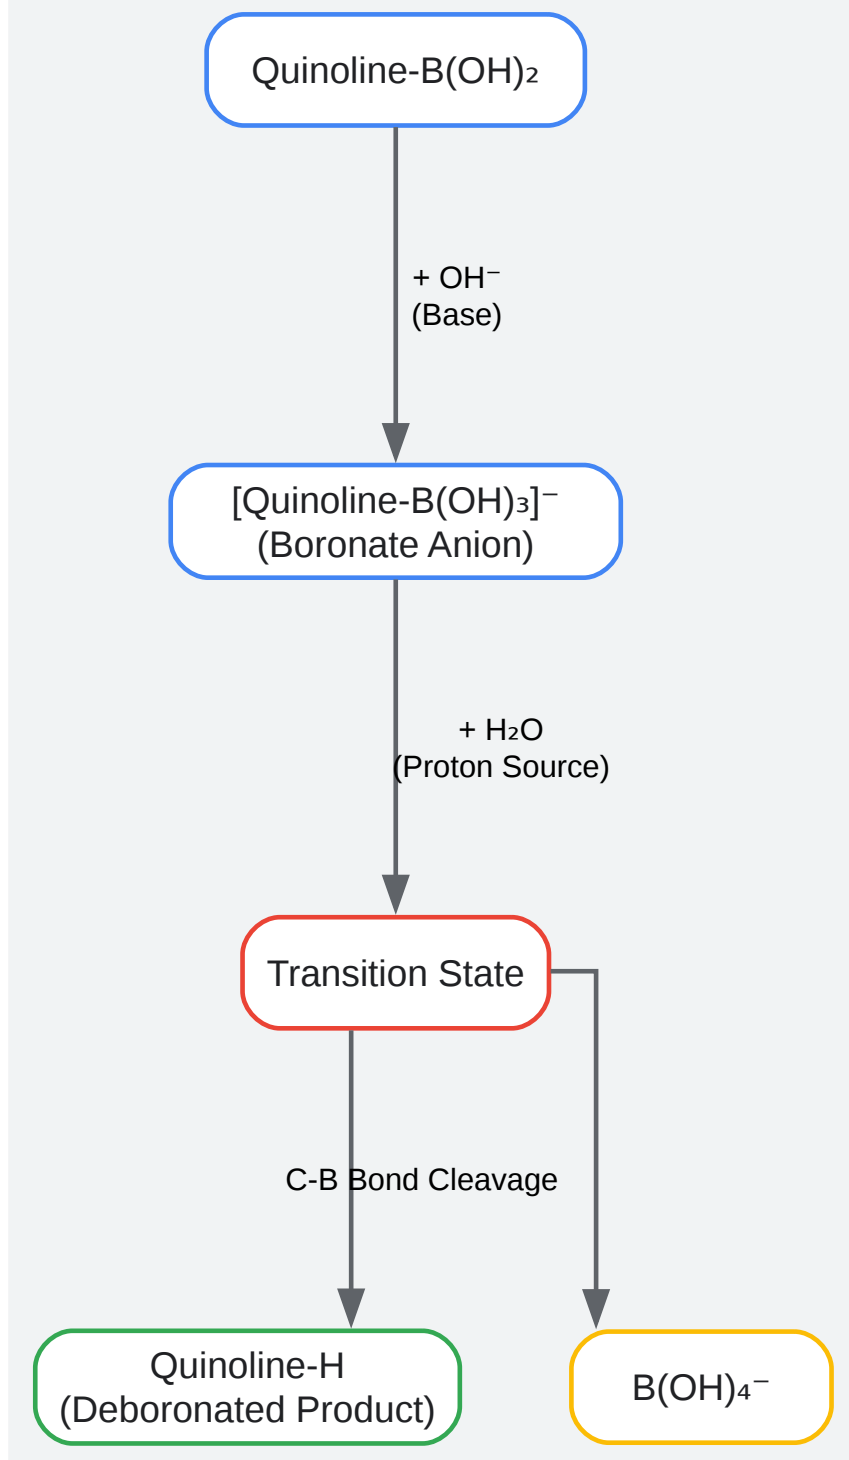 Quinoline-B(OH)₂
+ OH⁻
(Base)
[Quinoline-B(OH)₃]⁻
(Boronate Anion)
+ H₂O
(Proton Source)
Transition State
C-B Bond Cleavage
Quinoline-H
(Deboronated Product)
B(OH)₄⁻